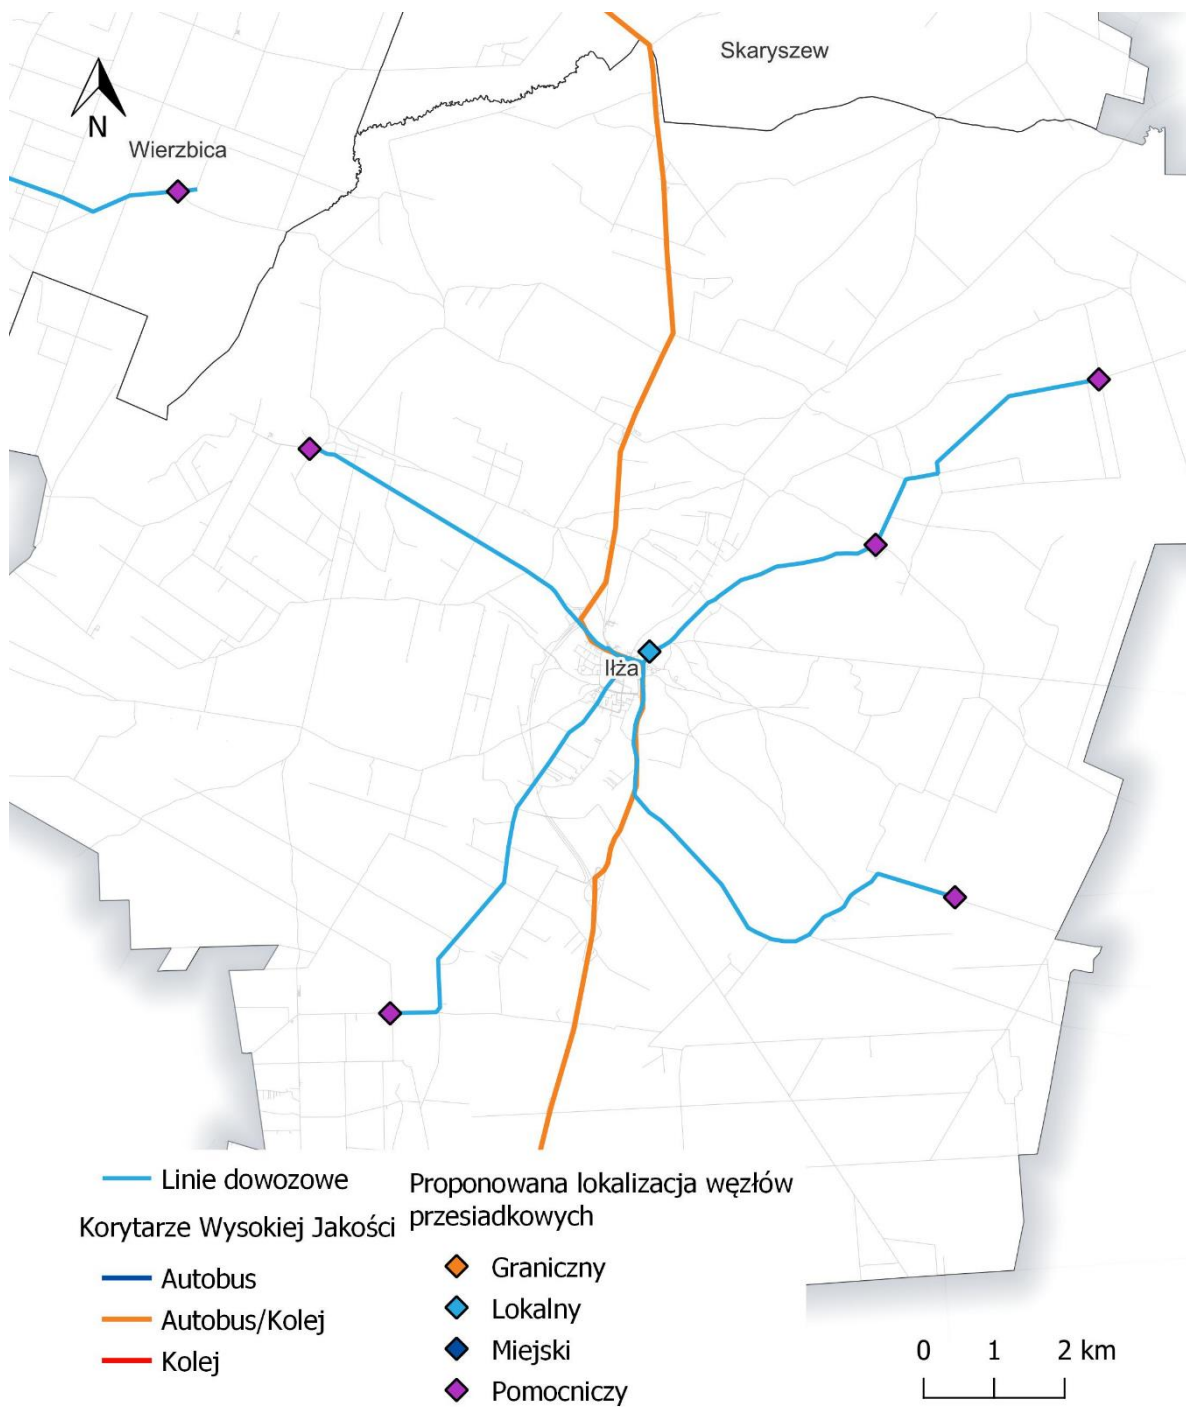 Skaryszew
N
Wierzbica
Iłża
Linie dowozowe
Korytarze Wysokiej Jakości
Autobus
Autobus/Kolej
Kolej
Proponowana lokalizacja węzłów
przesiadkowych
Graniczny
Lokalny
Miejski
Pomocniczy
0 1 2 km